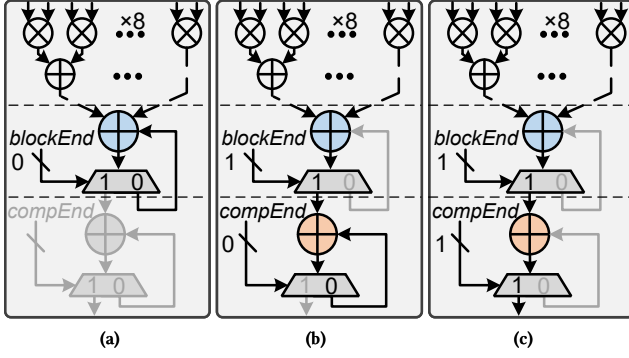 ×8 ×8 ×8
••• ••• •••
••• ••• •••
blockEnd blockEnd blockEnd
0 1 1
1 0 1 0 1 0
compEnd compEnd compEnd
0 1
1 0 1 0 1 0
(a) (b) (c)